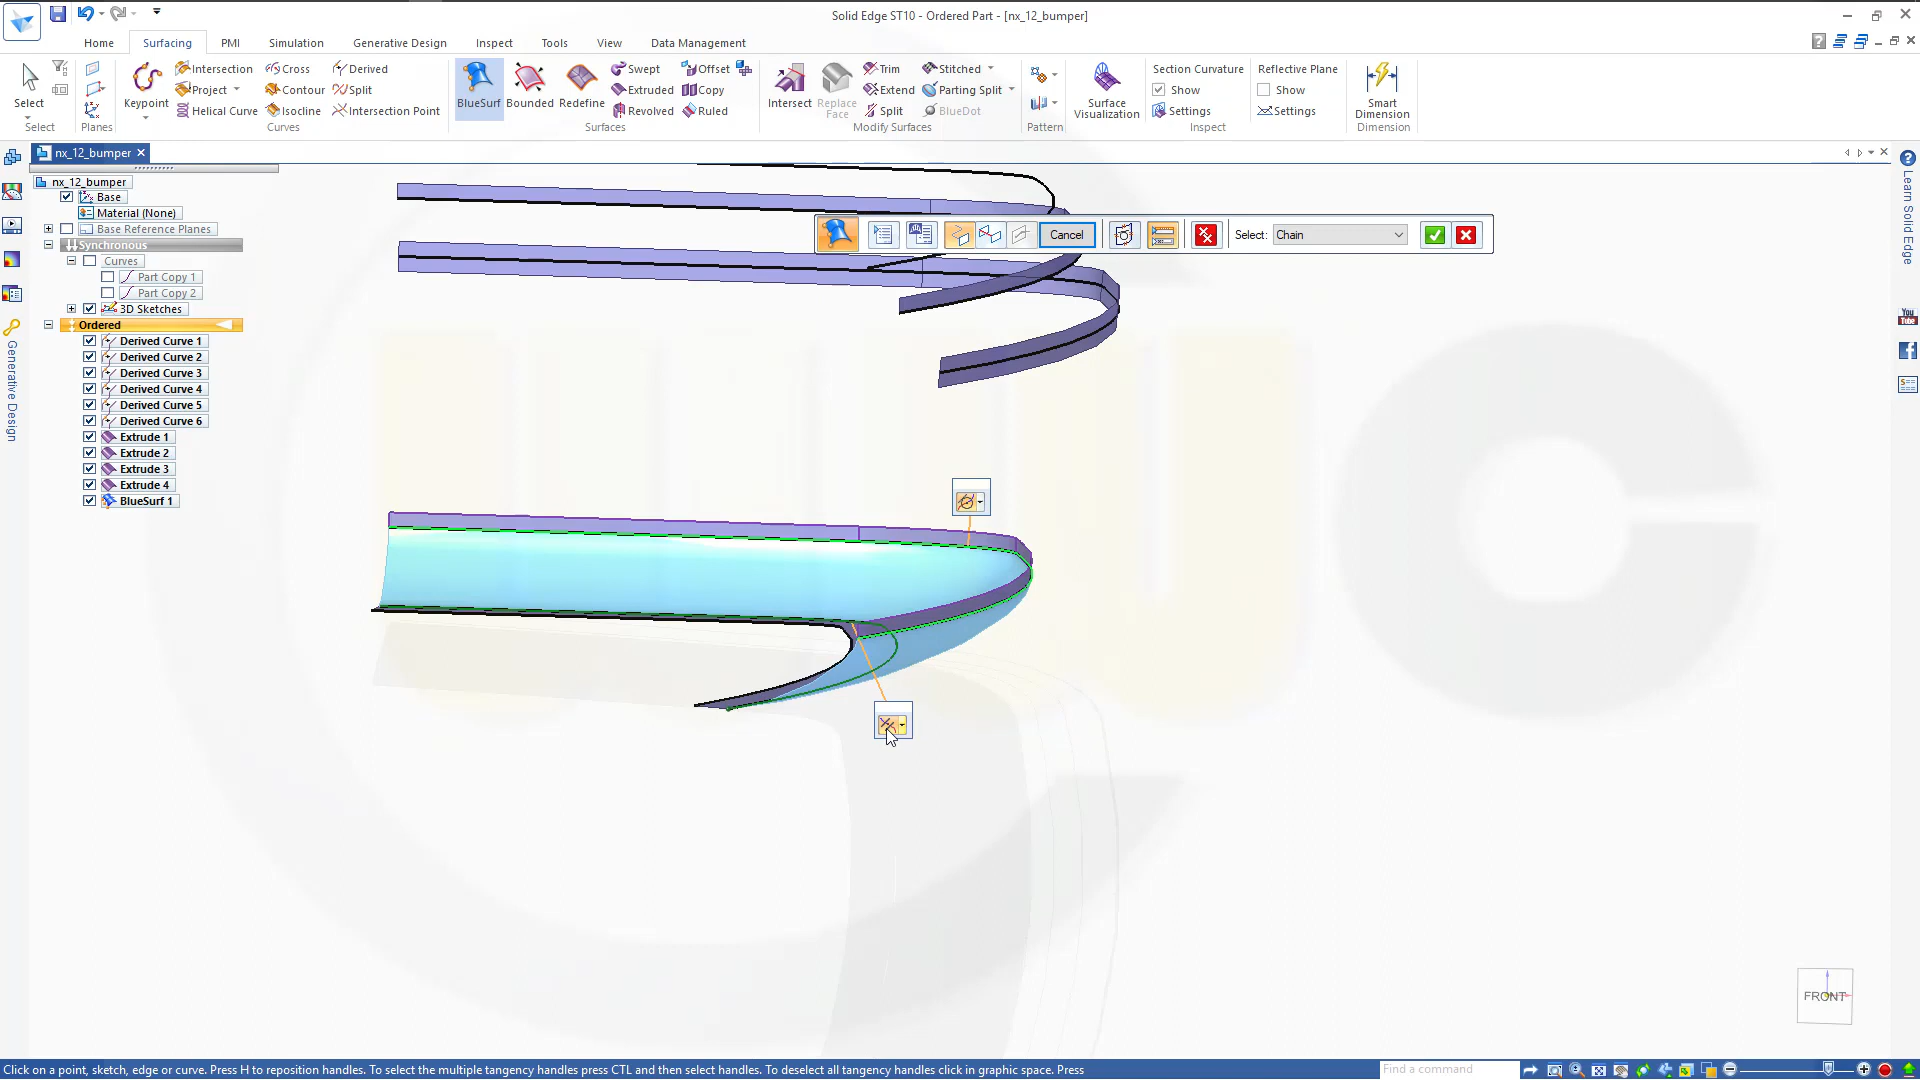 Solid Edge ST10 - Ordered Part - [nx_12_bumper]
Home
Surfacing
PMI
Simulation
Generative Design
Inspect
Tools
View
Data Management
Select
Select
Planes
Keypoint
Intersection
Project
Helical Curve
Cross
Contour
Isocline
Derived
Split
Intersection Point
Curves
BlueSurf
Bounded
Redefine
Swept
Extruded
Revolved
Offset
Copy
Ruled
Surfaces
Intersect
Replace Face
Trim
Extend
Split
Stitched
Parting Split
BlueDot
Modify Surfaces
Pattern
Surface Visualization
Section Curvature
Show
Settings
Inspect
Reflective Plane
Show
Settings
Smart Dimension
Dimension
nx_12_bumper
nx_12_bumper
Base
Material (None)
Base Reference Planes
Synchronous
Curves
Part Copy 1
Part Copy 2
3D Sketches
Ordered
Derived Curve 1
Derived Curve 2
Derived Curve 3
Derived Curve 4
Derived Curve 5
Derived Curve 6
Extrude 1
Extrude 2
Extrude 3
Extrude 4
BlueSurf 1
Generative Design
Cancel
Select:
Chain
Learn Solid Edge
You Tube
FRONT
Click on a point, sketch, edge or curve. Press H to reposition handles. To select the multiple tangency handles press CTL and then select handles. To deselect all tangency handles click in graphic space. Press
Find a command